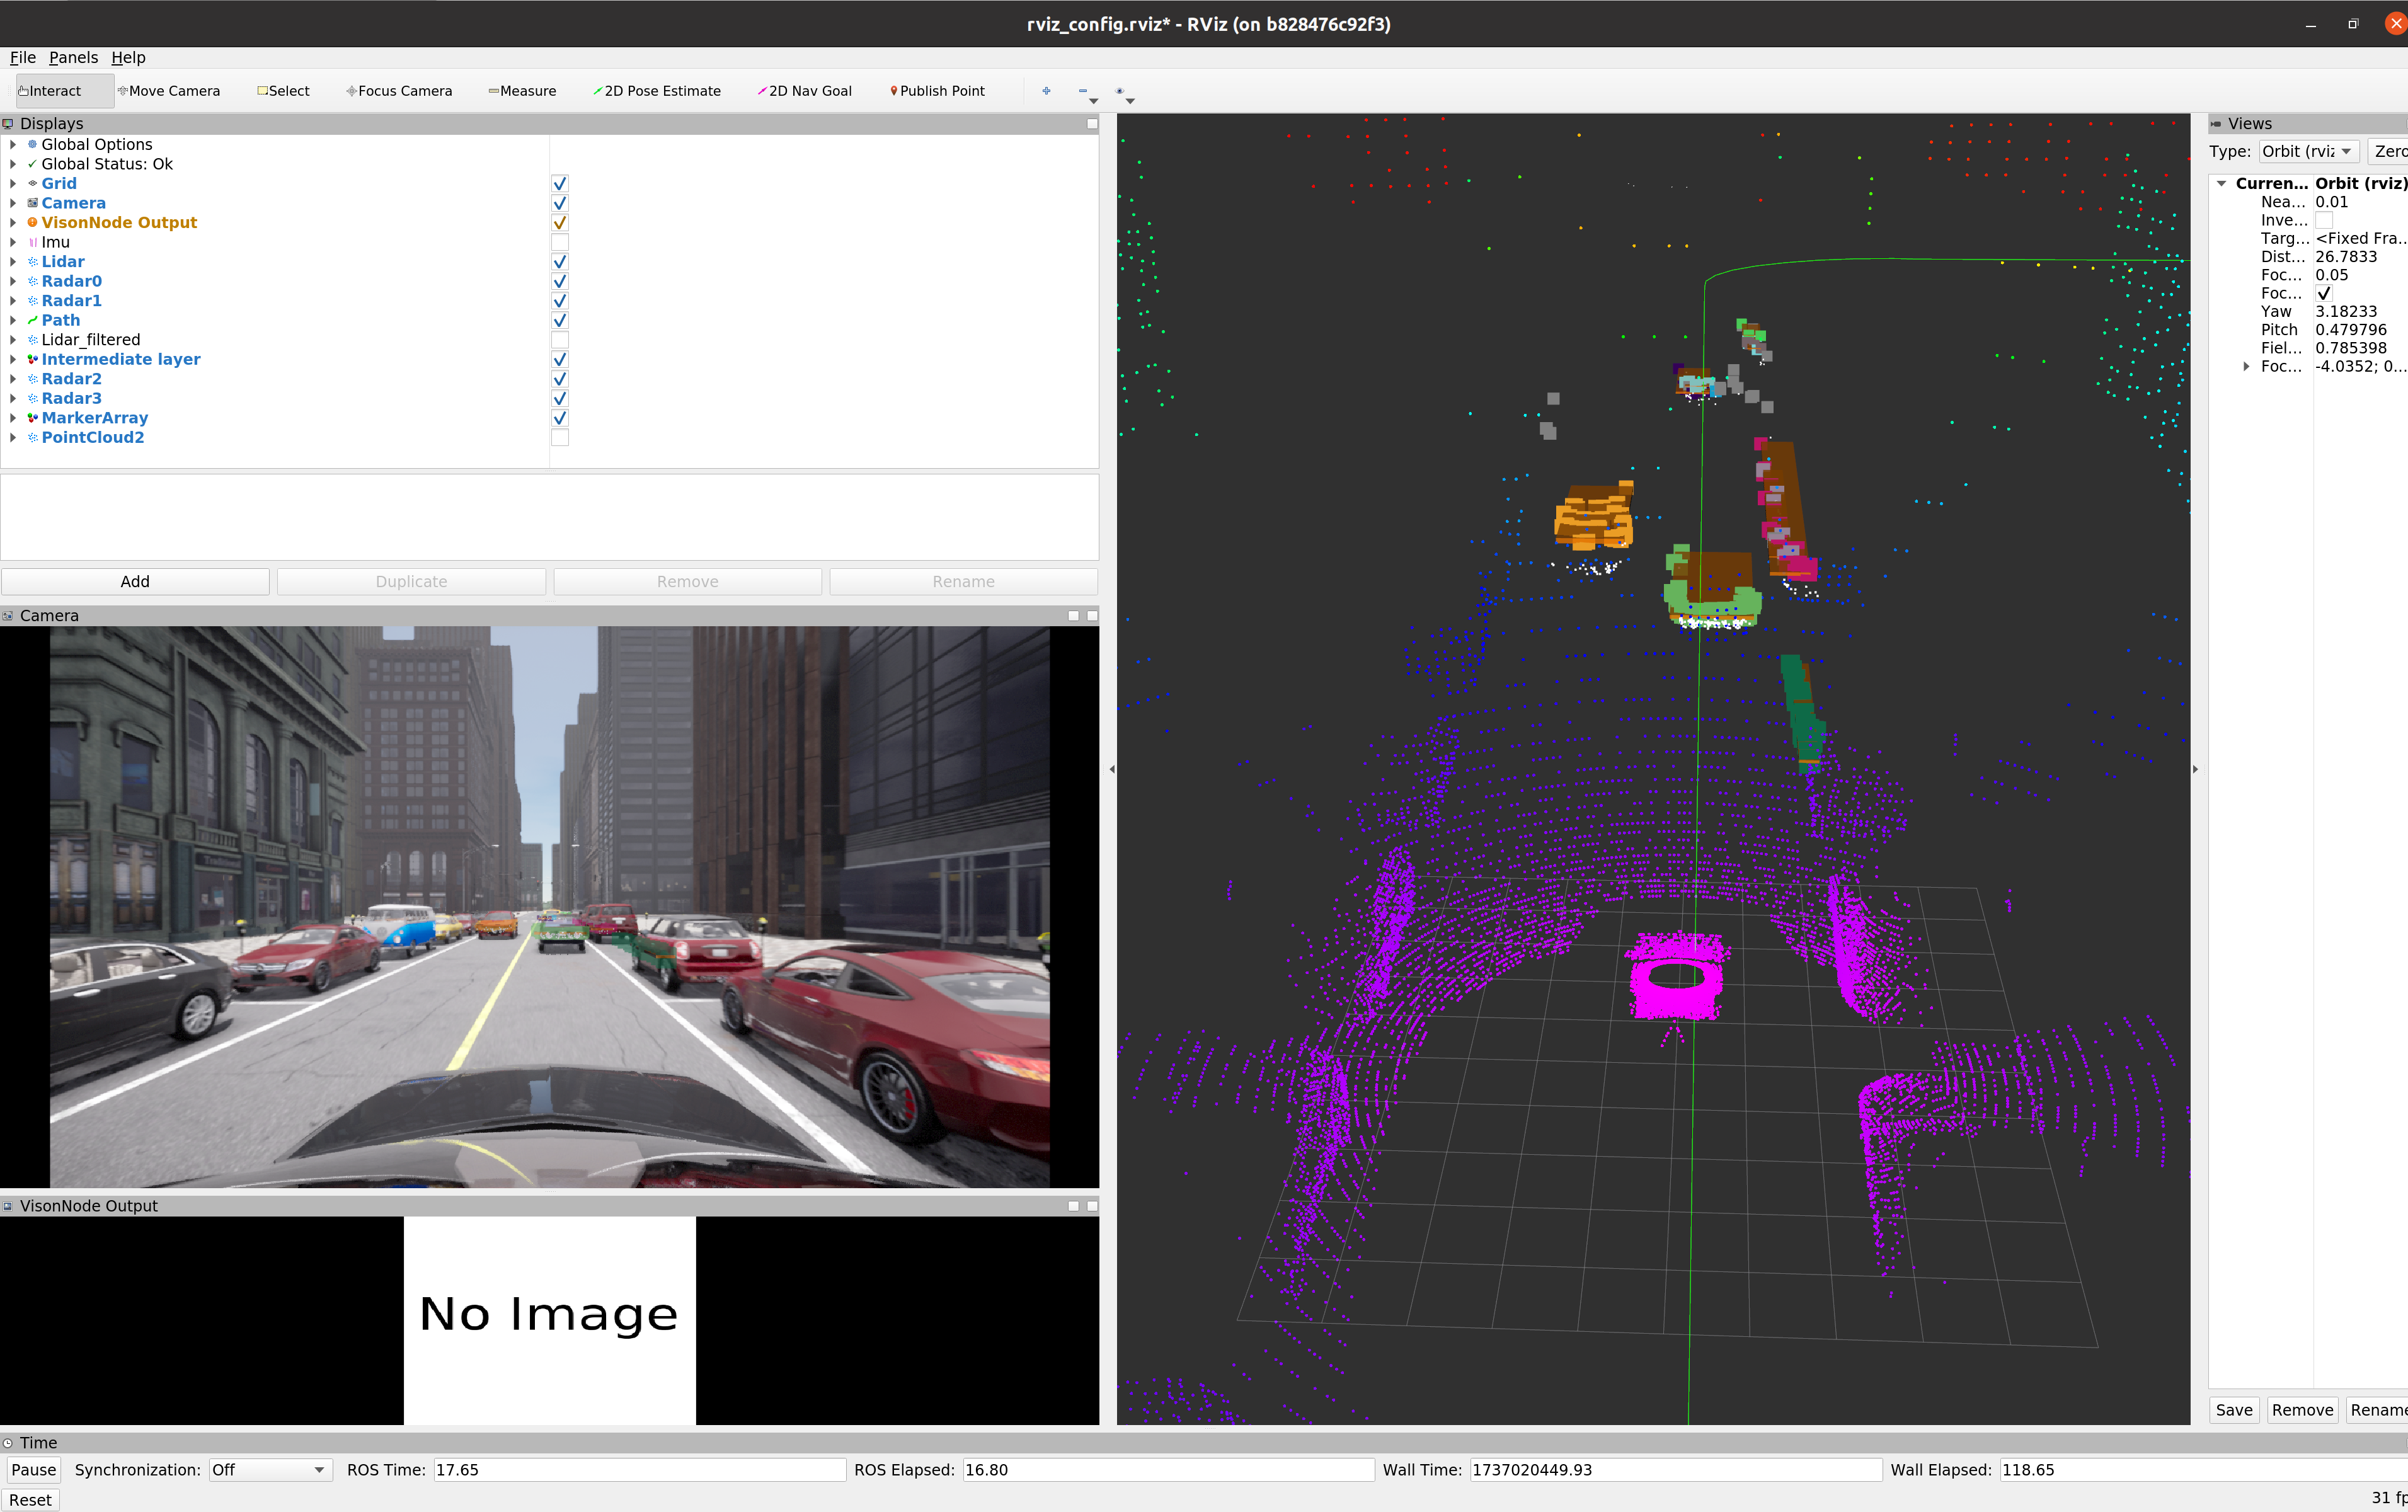 rviz_config.rviz* - RViz (on b828476c92f3)
File Panels Help
Interact Move Camera Select Focus Camera Measure 2D Pose Estimate 2D Nav Goal Publish Point
Displays
Global Options
Global Status: Ok
Grid
Camera
VisonNode Output
Imu
Lidar
Radar0
Radar1
Path
Lidar_filtered
Intermediate layer
Radar2
Radar3
MarkerArray
PointCloud2
Add Duplicate Remove Rename
Camera
VisonNode Output
No Image
Views
Type: Orbit (rviz Zero
Curren... Orbit (rviz)
Nea... 0.01
Inve...
Targ... <Fixed Fra...
Dist... 26.7833
Foc... 0.05
Foc...
Yaw 3.18233
Pitch 0.479796
Fiel... 0.785398
Foc... -4.0352; 0...
Save Remove Rename
Time
Pause Synchronization: Off ROS Time: 17.65 ROS Elapsed: 16.80 Wall Time: 1737020449.93 Wall Elapsed: 118.65
Reset 31 fp